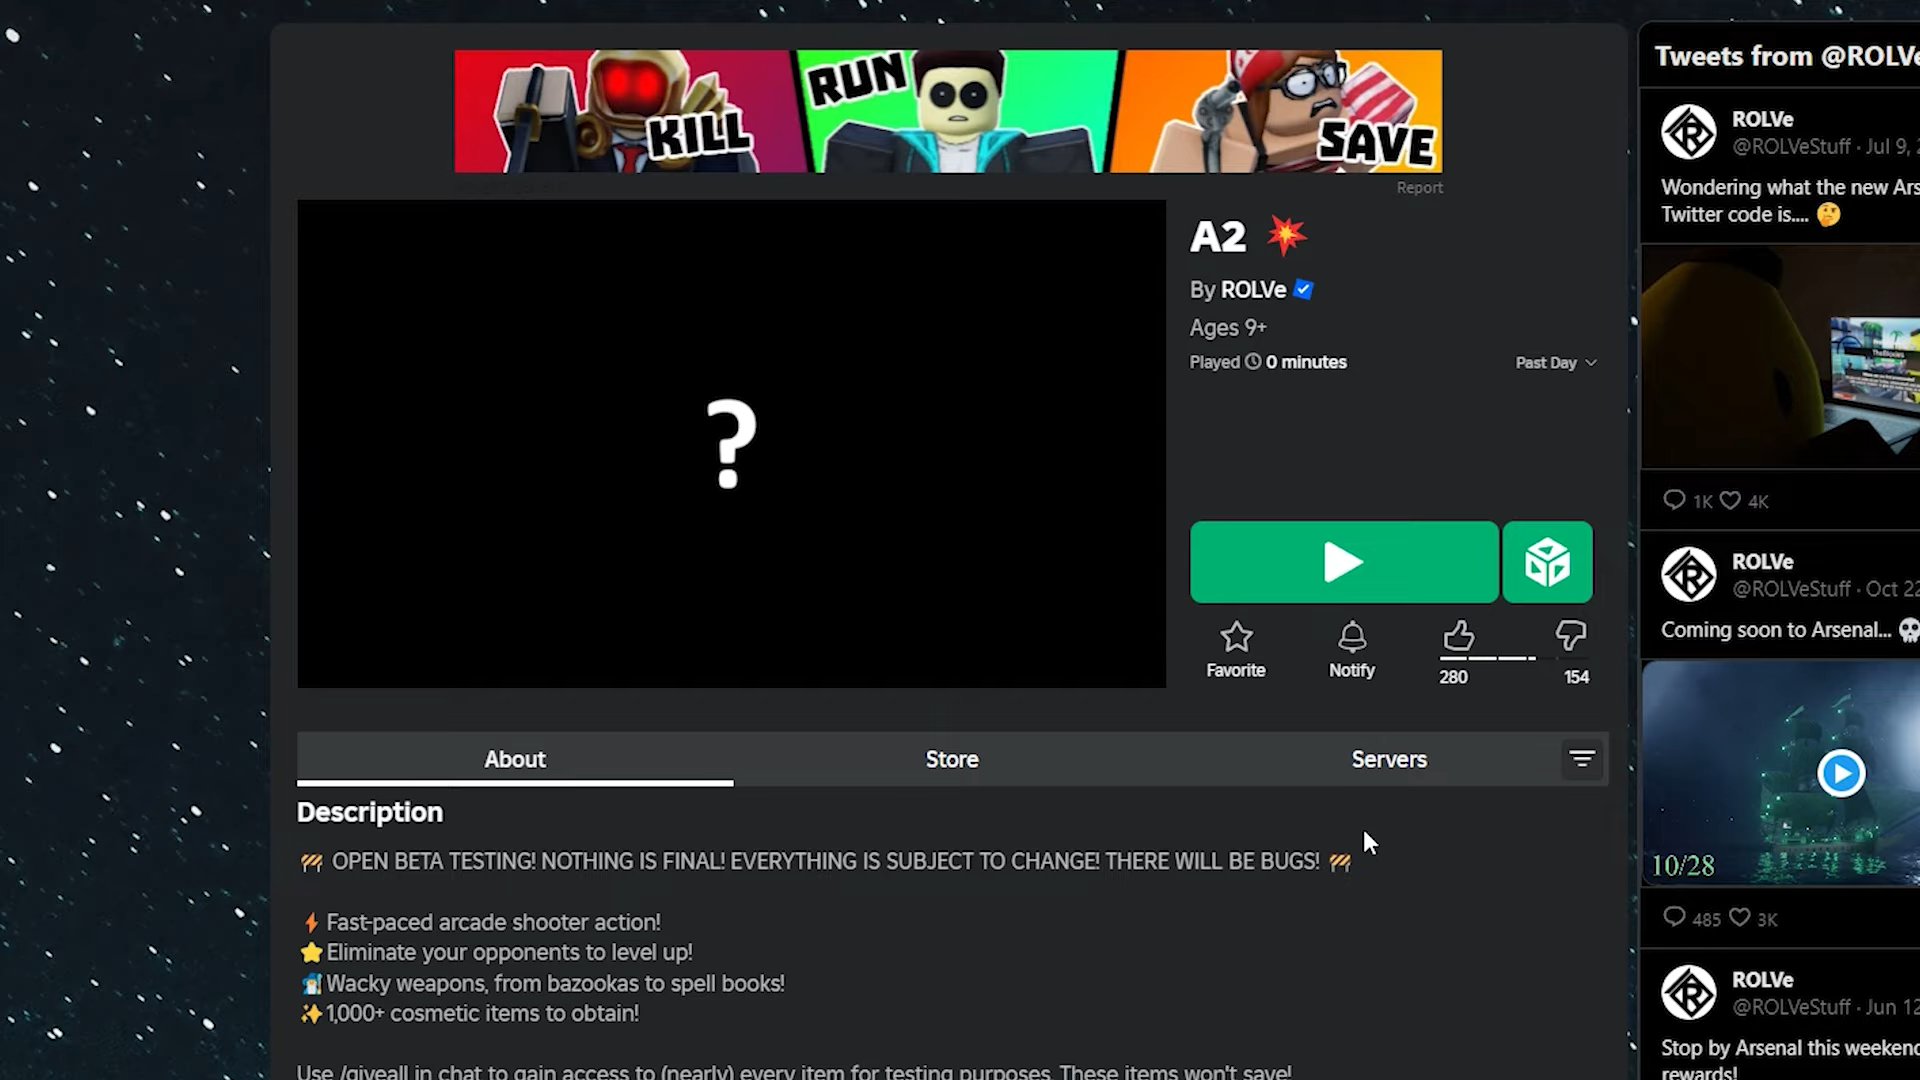 KILL
RUN
SAVE
Report
?
A2 💥
By ROLVe
Ages 9+
Played 0 minutes
Past Day
Favorite
Notify
280
154
About
Store
Servers
Description
🚧 OPEN BETA TESTING! NOTHING IS FINAL! EVERYTHING IS SUBJECT TO CHANGE! THERE WILL BE BUGS! 🚧
⚡ Fast-paced arcade shooter action!
⭐ Eliminate your opponents to level up!
🧙‍♂️ Wacky weapons, from bazookas to spell books!
✨ 1,000+ cosmetic items to obtain!
Use /giveall in chat to gain access to (nearly) every item for testing purposes. These items won't save!
Tweets from @ROLVe
ROLVe
@ROLVeStuff · Jul 9,
Wondering what the new Ars
Twitter code is.... 🤔
1K 4K
ROLVe
@ROLVeStuff · Oct 22
Coming soon to Arsenal... 💀
10/28
485 3K
ROLVe
@ROLVeStuff · Jun 12
Stop by Arsenal this weekend
rewards!